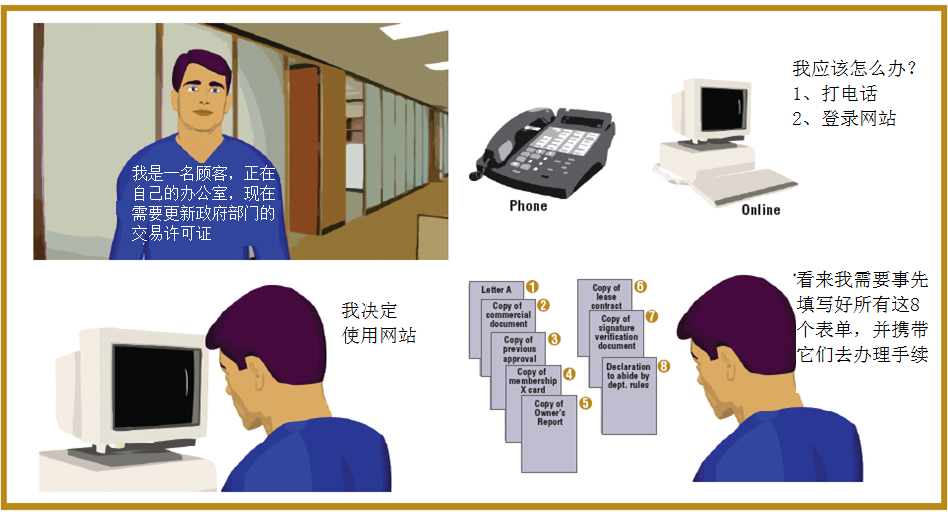 我是一名顾客，正在
自己的办公室，现在
需要更新政府部门的
交易许可证
Phone
Online
我应该怎么办？
1、打电话
2、登录网站
我决定
使用网站
Letter A
1
Copy of
commercial
document
2
Copy of
previous
approval
3
Copy of
membership
X card
4
Copy of
Owner's
Report
5
Copy of
lease
contract
6
Copy of
signature
verification
document
7
Declaration
to abide by
dept. rules
8
看来我需要事先
填写好所有这8
个表单，并携带
它们去办理手续